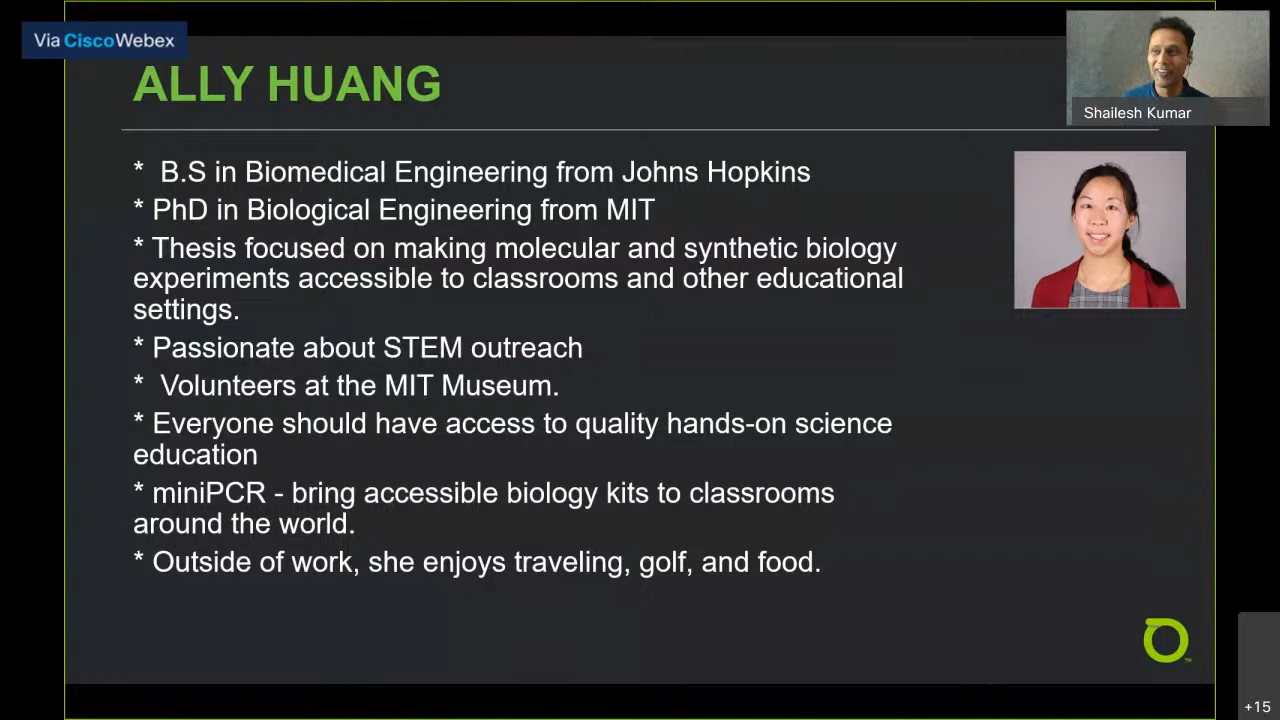 Via CiscoWebex
ALLY HUANG
Shailesh Kumar
* B.S in Biomedical Engineering from Johns Hopkins
* PhD in Biological Engineering from MIT
* Thesis focused on making molecular and synthetic biology
experiments accessible to classrooms and other educational
settings.
* Passionate about STEM outreach
* Volunteers at the MIT Museum.
* Everyone should have access to quality hands-on science
education
* miniPCR - bring accessible biology kits to classrooms
around the world.
* Outside of work, she enjoys traveling, golf, and food.
+15